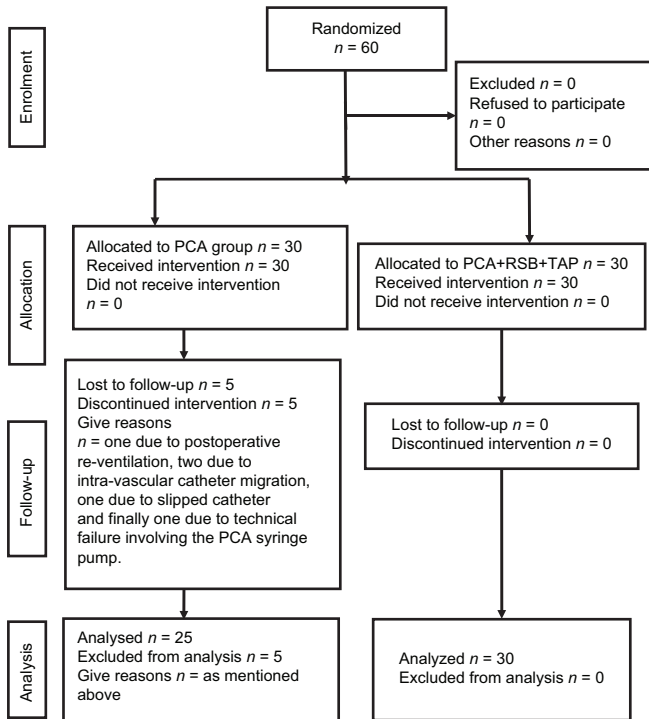 Enrolment
Randomized
n = 60
Excluded n = 0
Refused to participate
n = 0
Other reasons n = 0
Allocation
Allocated to PCA group n = 30
Received intervention n = 30
Did not receive intervention
n = 0
Allocated to PCA+RSB+TAP n = 30
Received intervention n = 30
Did not receive intervention n = 0
Follow-up
Lost to follow-up n = 5
Discontinued intervention n = 5
Give reasons
n = one due to postoperative
re-ventilation, two due to
intra-vascular catheter migration,
one due to slipped catheter
and finally one due to technical
failure involving the PCA syringe
pump.
Lost to follow-up n = 0
Discontinued intervention n = 0
Analysis
Analysed n = 25
Excluded from analysis n = 5
Give reasons n = as mentioned
above
Analyzed n = 30
Excluded from analysis n = 0